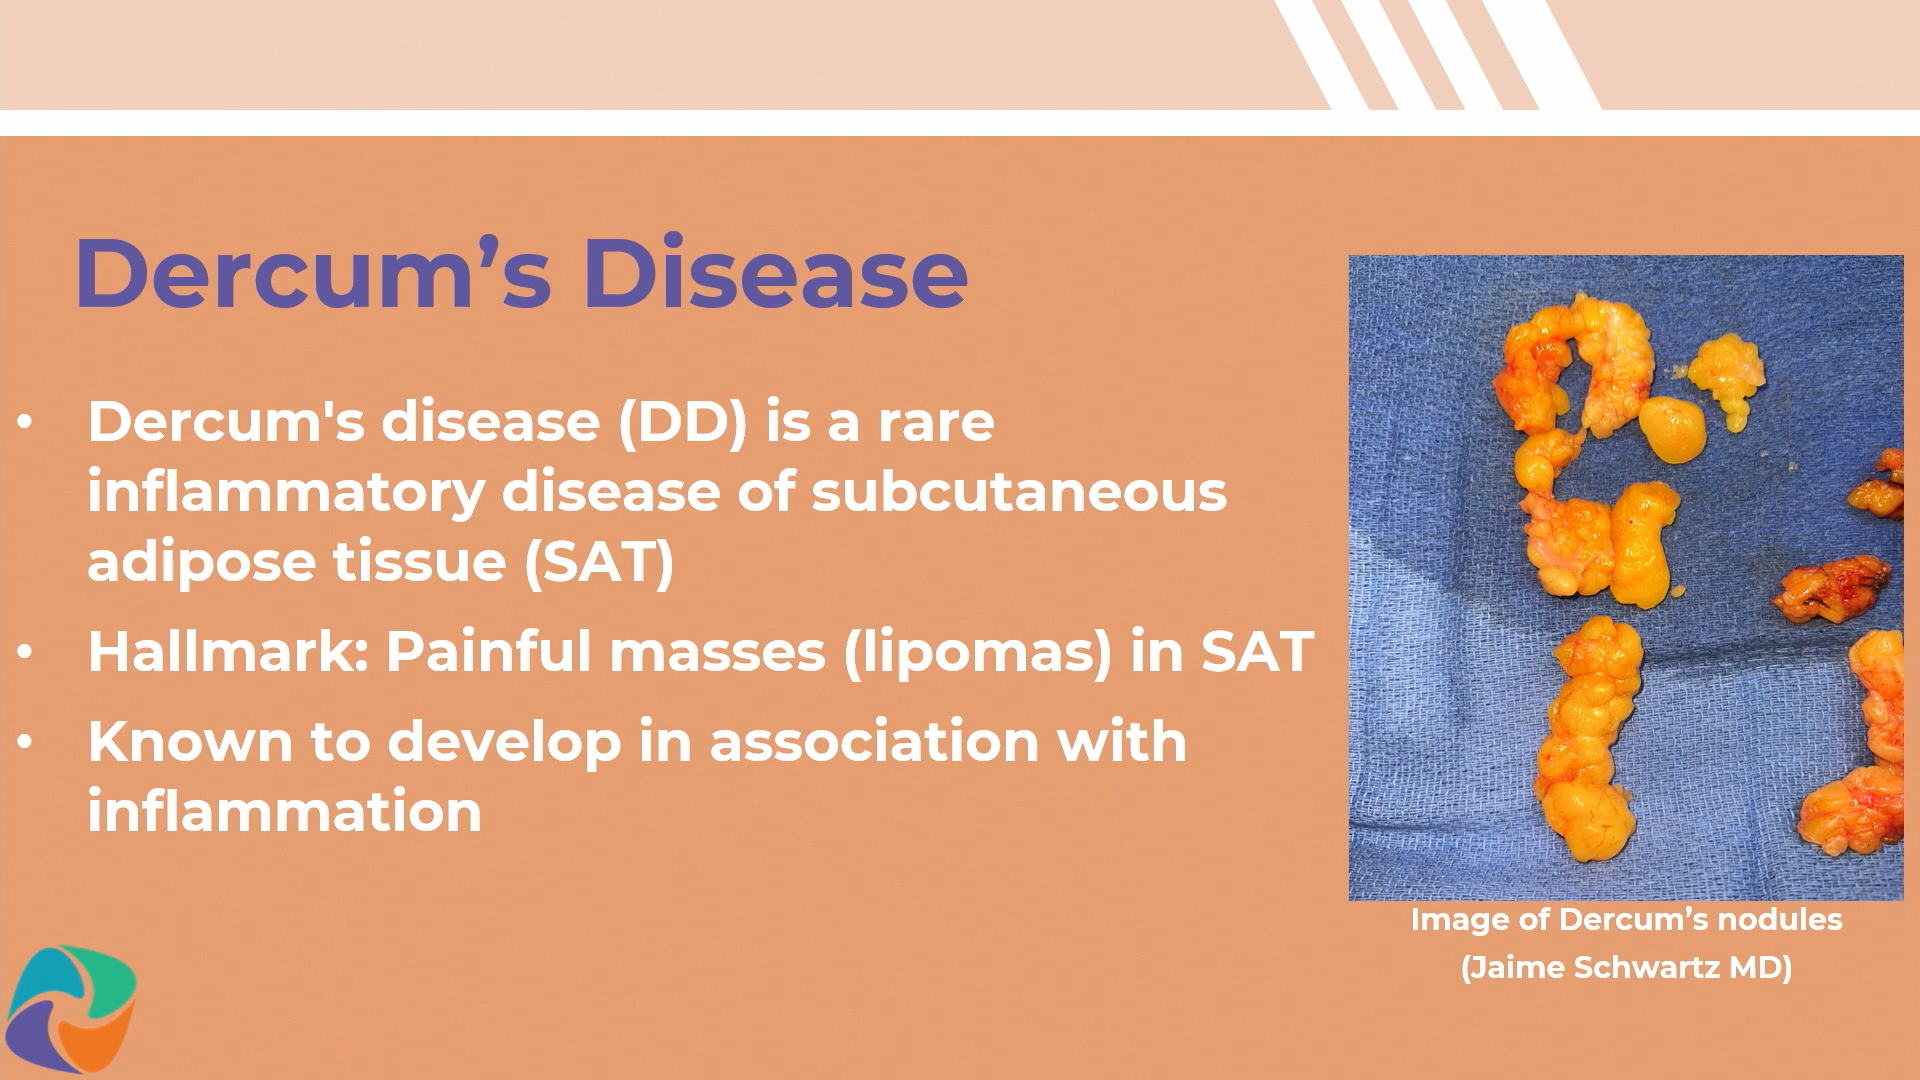 Dercum’s Disease
• Dercum's disease (DD) is a rare
inflammatory disease of subcutaneous
adipose tissue (SAT)
• Hallmark: Painful masses (lipomas) in SAT
• Known to develop in association with
inflammation
Image of Dercum’s nodules
(Jaime Schwartz MD)